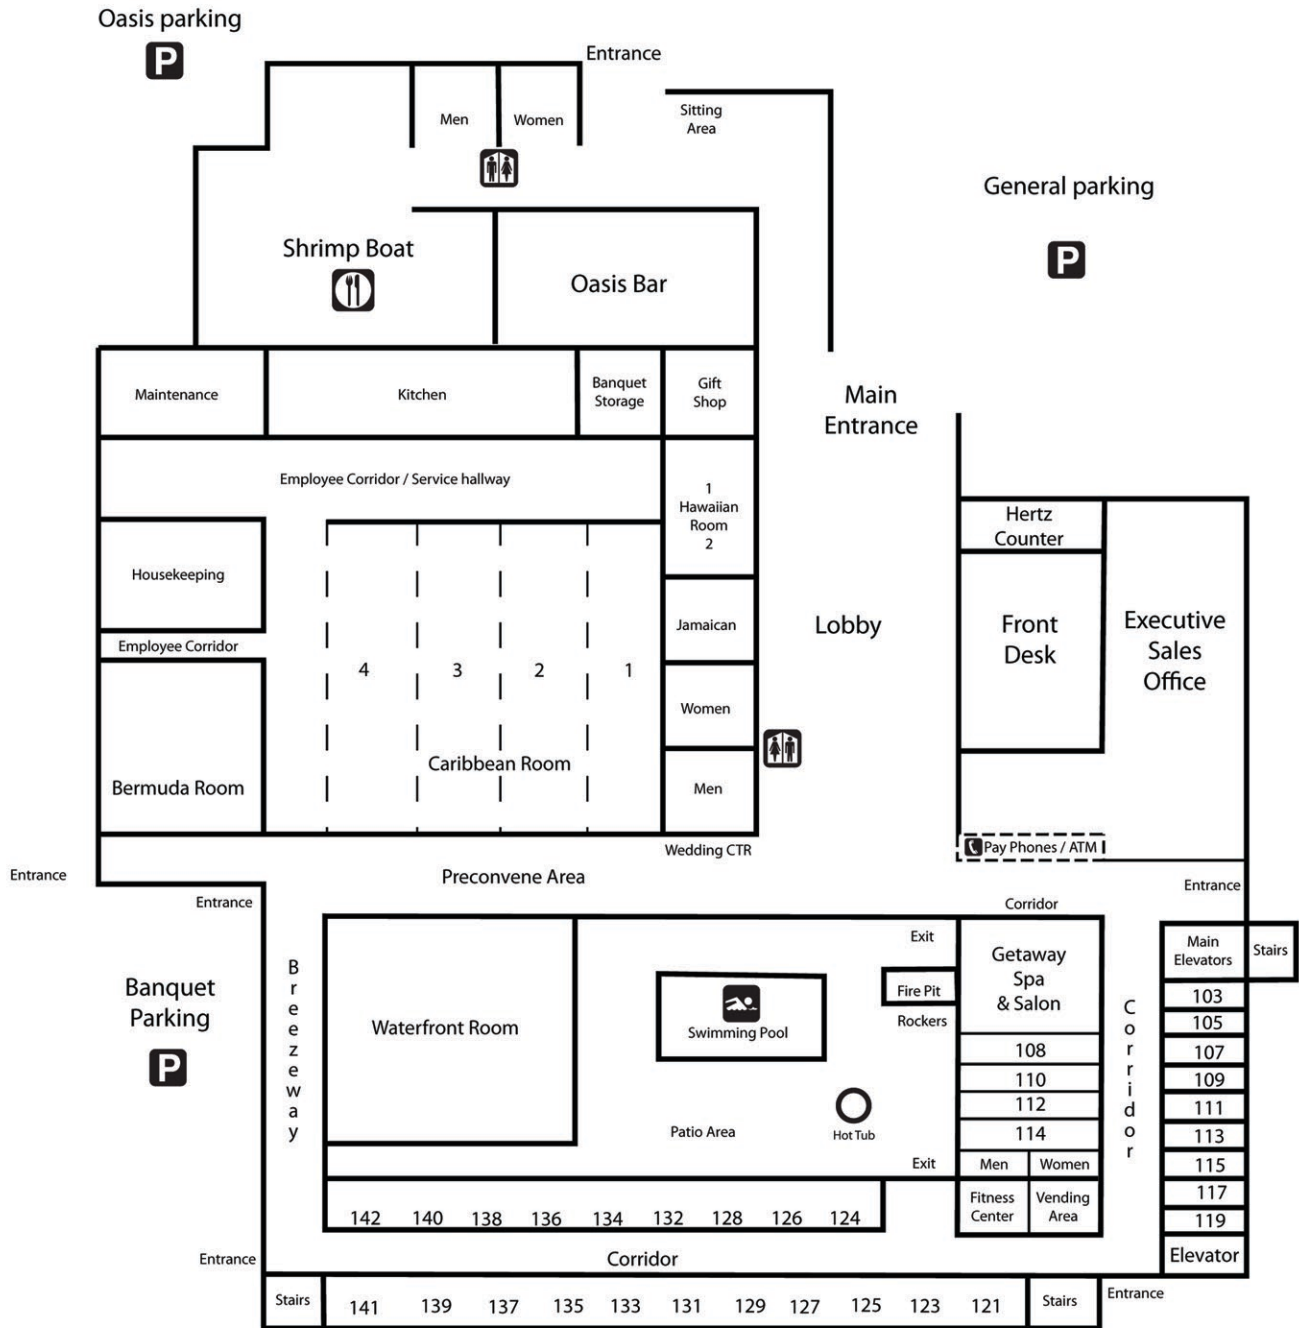 Oasis parking
P
Entrance
Men
Women
Sitting
Area
General parking
P
Shrimp Boat
Oasis Bar
Maintenance
Kitchen
Banquet
Storage
Gift
Shop
Main
Entrance
Employee Corridor / Service hallway
1
Hawaiian
Room
2
Hertz
Counter
Housekeeping
Jamaican
Lobby
Front
Desk
Executive
Sales
Office
Employee Corridor
4
3
2
1
Women
Caribbean Room
Bermuda Room
Men
Wedding CTR
Pay Phones / ATM
Entrance
Preconvene Area
Entrance
Entrance
Corridor
Exit
Main
Elevators
Stairs
Getaway
Spa
& Salon
Breezeway
Banquet
Parking
P
Waterfront Room
Swimming Pool
Fire Pit
Rockers
Corridor
103
105
107
109
111
113
115
117
119
108
110
112
114
Patio Area
Hot Tub
Exit
Men
Women
Fitness
Center
Vending
Area
142 140 138 136 134 132 128 126 124
Entrance
Corridor
Elevator
Stairs
141 139 137 135 133 131 129 127 125 123 121
Stairs
Entrance